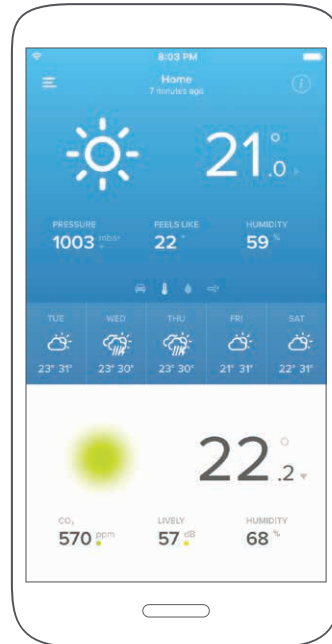 8:03 PM
Home
7 minutes ago
21°.0
PRESSURE FEELS LIKE HUMIDITY
1003 mbar 22° 59 %
TUE WED THU FRI SAT
23° 31° 23° 30° 23° 30° 21° 31° 22° 31°
22°.2
CO₂ LIVELY HUMIDITY
570 ppm 57 dB 68 %